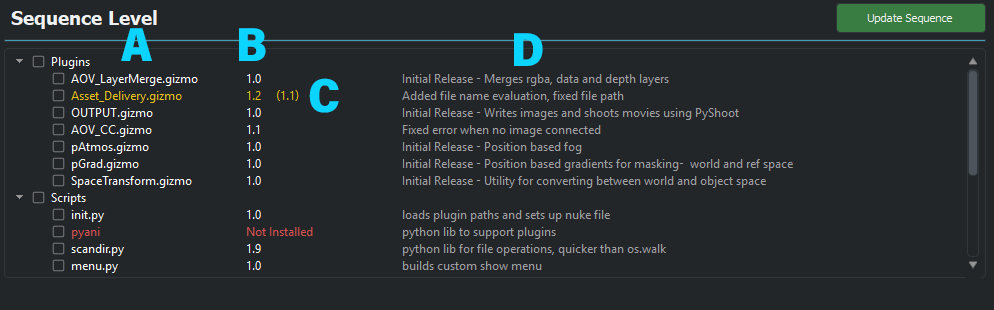 Sequence Level
Update Sequence
A B D
Plugins
AOV_LayerMerge.gizmo 1.0 Initial Release - Merges rgba, data and depth layers
Asset_Delivery.gizmo 1.2 (1.1) C Added file name evaluation, fixed file path
OUTPUT.gizmo 1.0 Initial Release - Writes images and shoots movies using PyShoot
AOV_CC.gizmo 1.1 Fixed error when no image connected
pAtmos.gizmo 1.0 Initial Release - Position based fog
pGrad.gizmo 1.0 Initial Release - Position based gradients for masking- world and ref space
SpaceTransform.gizmo 1.0 Initial Release - Utility for converting between world and object space
Scripts
init.py 1.0 loads plugin paths and sets up nuke file
pyani Not Installed python lib to support plugins
scandir.py 1.9 python lib for file operations, quicker than os.walk
menu.py 1.0 builds custom show menu